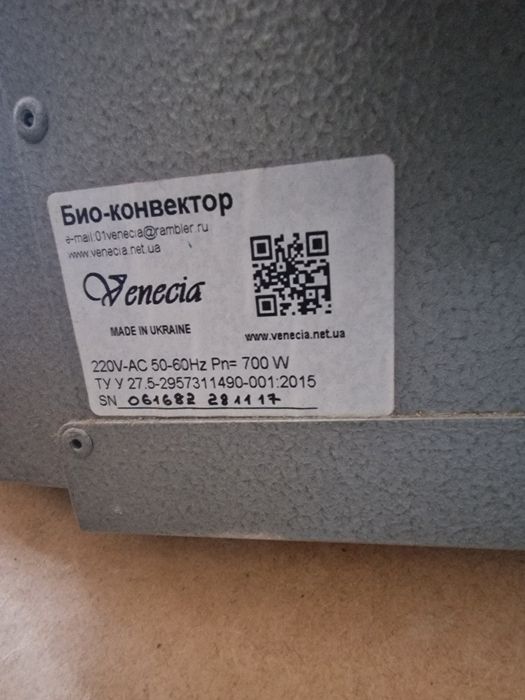 Био-конвектор
e-mail:01venecia@rambler.ru
www.venecia.net.ua
Venecia
MADE IN UKRAINE
www.venecia.net.ua
220V-AC 50-60Hz Pn= 700 W
ТУ У 27.5-2957311490-001:2015
SN 061682 281117